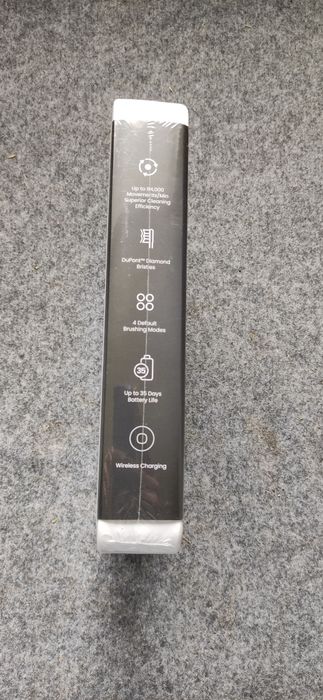 Up to 84,000
Movements/Min
Superior Cleaning
Efficiency
DuPont™ Diamond
Bristles
4 Default
Brushing Modes
35
Up to 35 Days
Battery Life
Wireless Charging